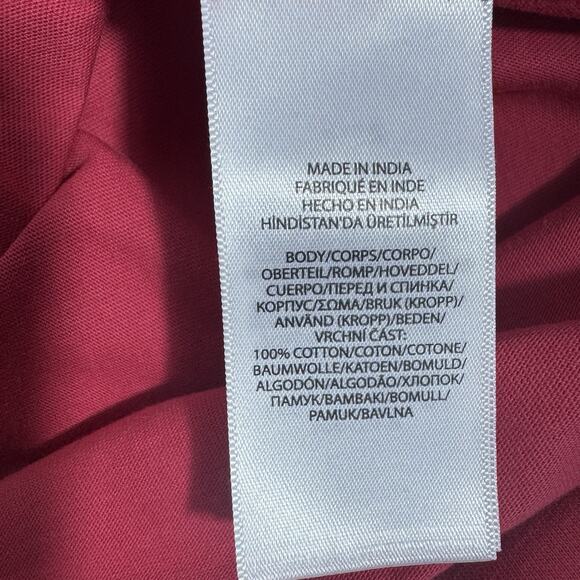 MADE IN INDIA
FABRIQUÉ EN INDE
HECHO EN INDIA
HİNDİSTAN'DA ÜRETİLMİŞTİR
BODY/CORPS/CORPO/
OBERTEIL/ROMP/HOVEDDEL/
CUERPO/ПЕРЕД И СПИНКА/
КОРПУС/ΣΩΜΑ/BRUK (KROPP)/
ANVÄND (KROPP)/BEDEN/
VRCHNÍ ČÁST:
100% COTTON/COTON/COTONE/
BAUMWOLLE/KATOEN/BOMULD/
ALGODÓN/ALGODÃO/ХЛОПОК/
ПАМУК/BAMBAKI/BOMULL/
PAMUK/BAVLNA